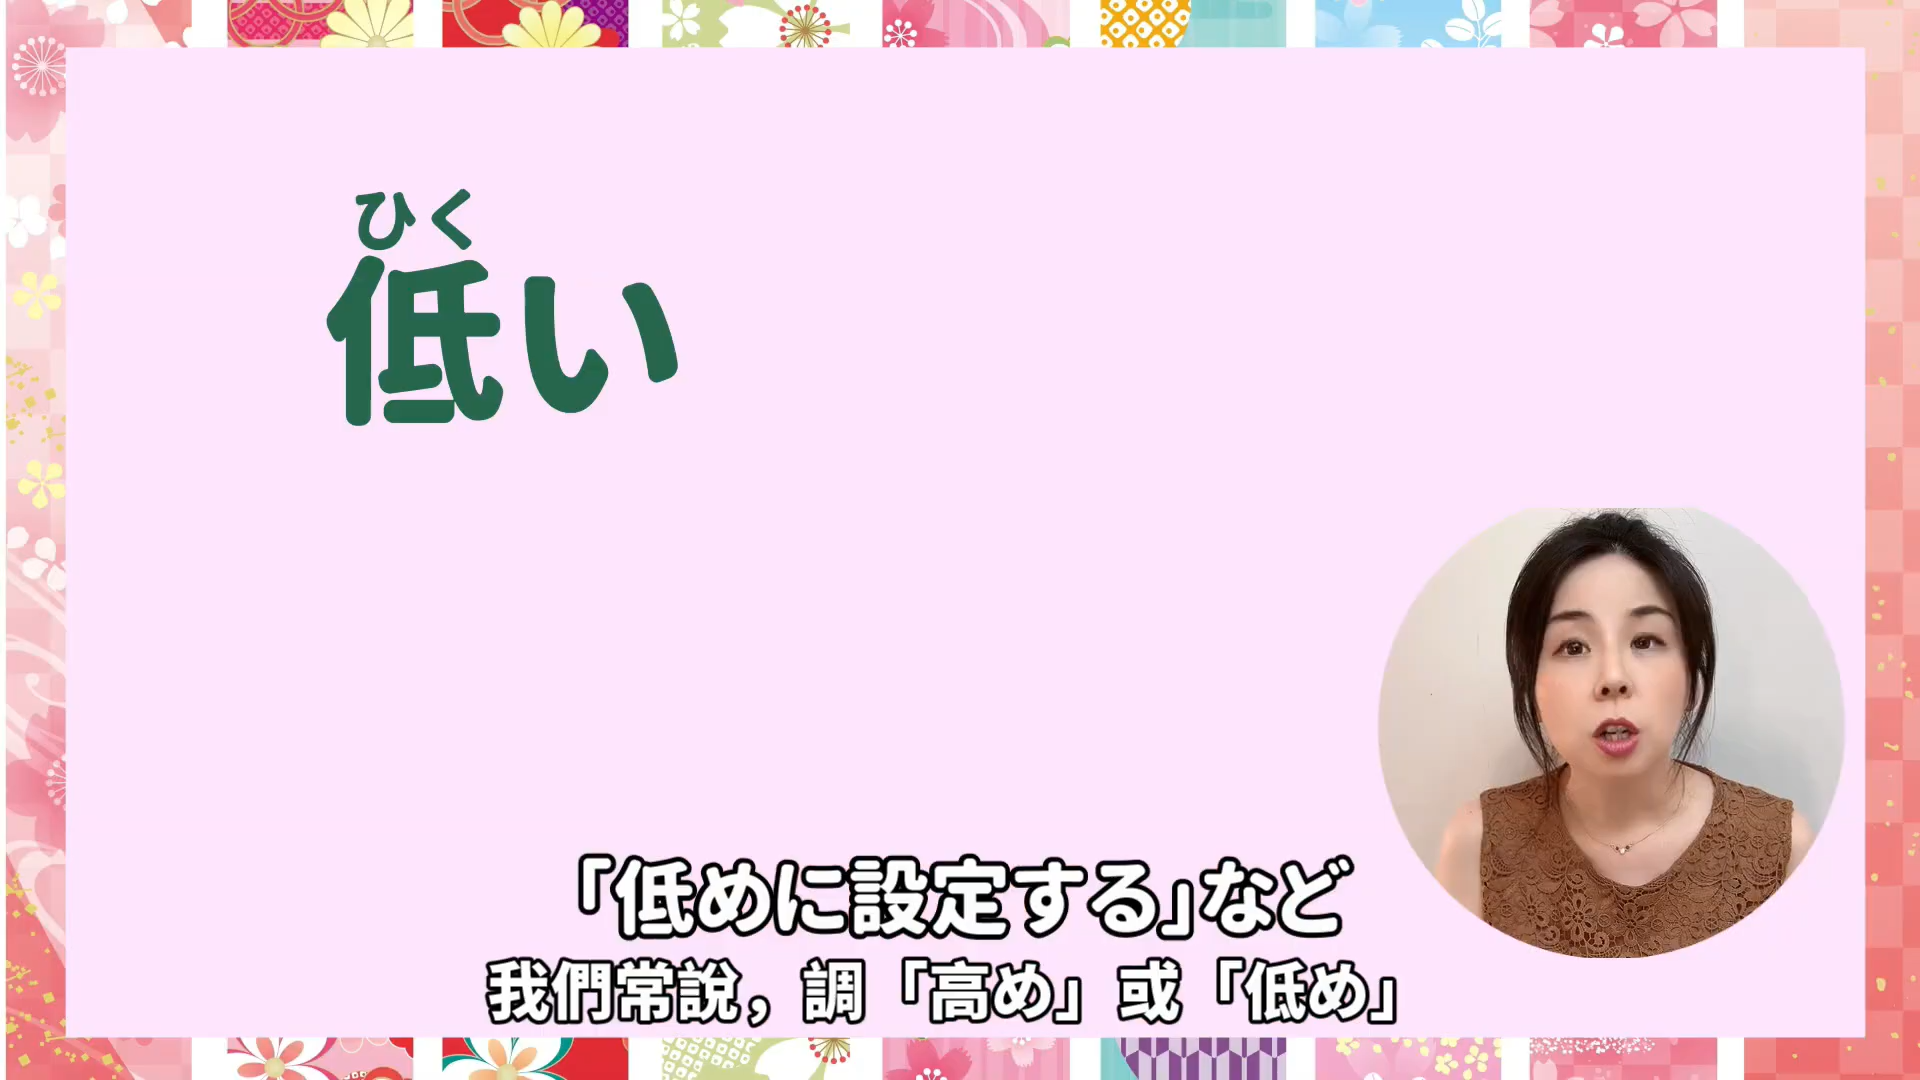 ひく
低い
「低めに設定する」など
我們常說，調「高め」或「低め」